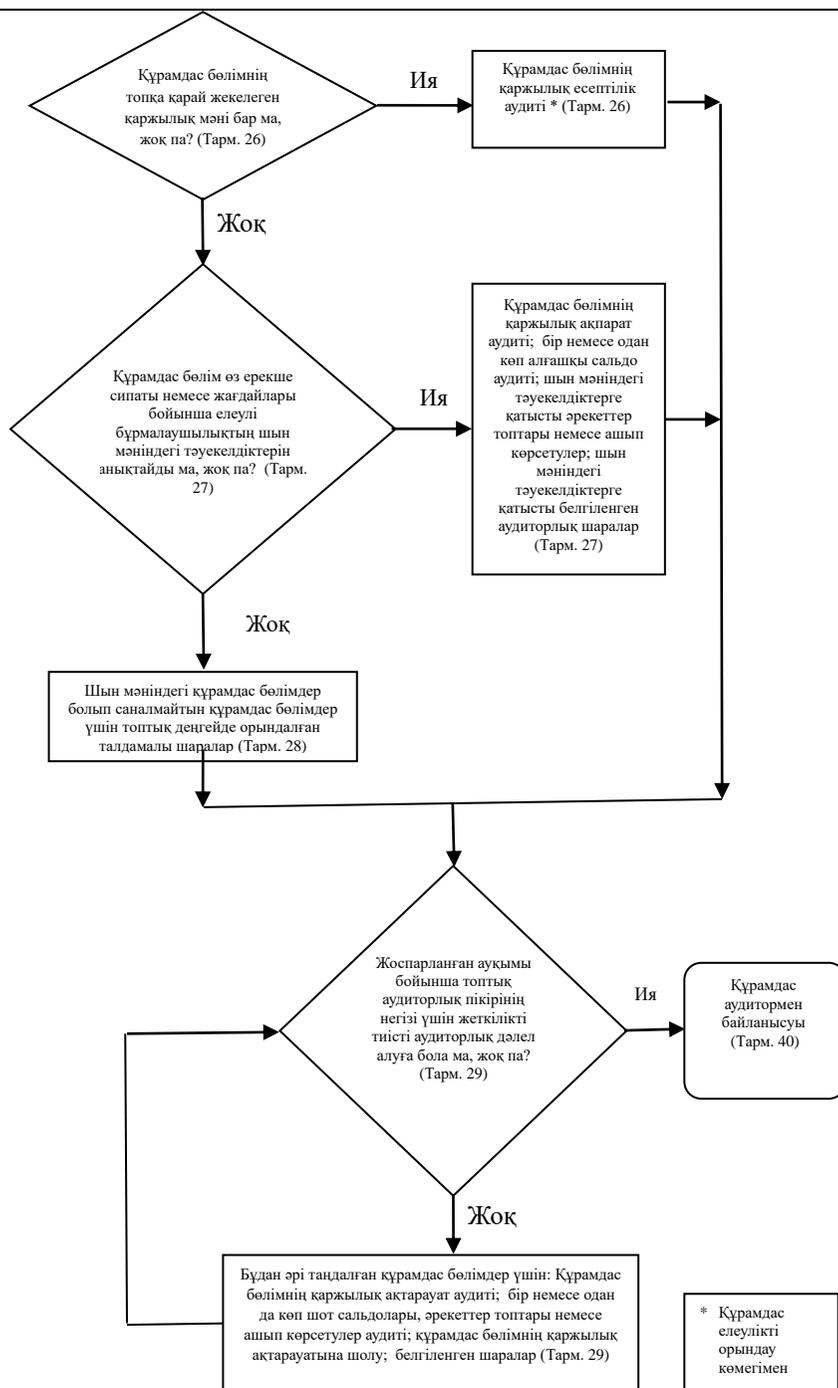 Құрамдас бөлімнің
топқа қарай жекелеген
қаржылық мәні бар ма,
жоқ па? (Тарм. 26)
Ия
Құрамдас бөлімнің
қаржылық есептілік
аудиті * (Тарм. 26)
Жоқ
Құрамдас бөлім өз ерекше
сипаты немесе жағдайлары
бойынша елеулі
бұрмалаушылықтың шын
мәніндегі тәуекелдіктерін
анықтайды ма, жоқ па? (Тарм.
27)
Ия
Құрамдас бөлімнің
қаржылық ақпарат
аудиті; бір немесе одан
көп алғашқы сальдо
аудиті; шын мәніндегі
тәуекелдіктерге
қатысты әрекеттер
топтары немесе ашып
көрсетулер; шын
мәніндегі
тәуекелдіктерге
қатысты белгіленген
аудиторлық шаралар
(Тарм. 27)
Жоқ
Шын мәніндегі құрамдас бөлімдер
болып саналмайтын құрамдас бөлімдер
үшін топтық деңгейде орындалған
талдамалы шаралар (Тарм. 28)
Жоспарланған ауқымы
бойынша топтық
аудиторлық пікірінің
негізі үшін жеткілікті
тиісті аудиторлық дәлел
алуға бола ма, жоқ па?
(Тарм. 29)
Ия
Құрамдас
аудитормен
байланысуы
(Тарм. 40)
Жоқ
Бұдан әрі таңдалған құрамдас бөлімдер үшін: Құрамдас
бөлімнің қаржылық ақтарауат аудиті; бір немесе одан
да көп шот сальдолары, әрекеттер топтары немесе
ашып көрсетулер аудиті; құрамдас бөлімнің қаржылық
ақтарауатына шолу; белгіленген шаралар (Тарм. 29)
* Құрамдас
елеулікті
орындау
көмегімен